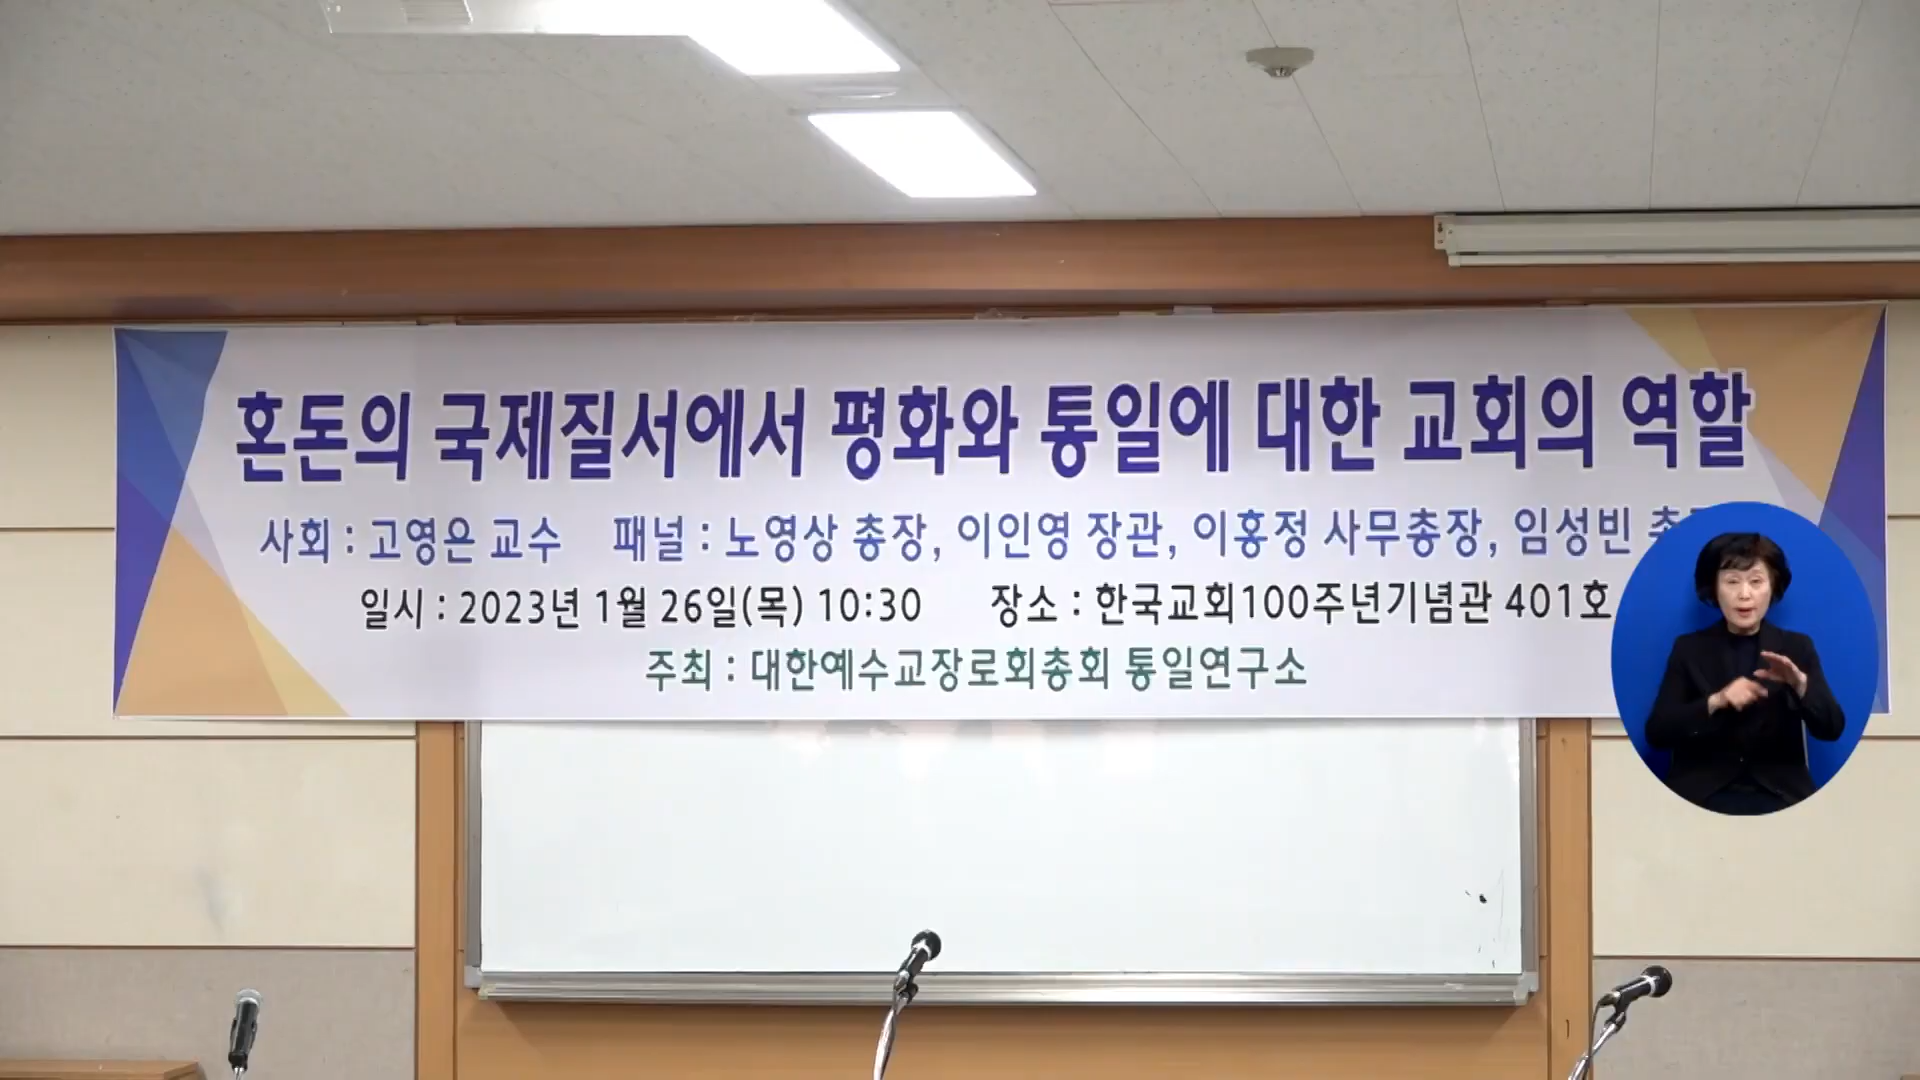 혼돈의 국제질서에서 평화와 통일에 대한 교회의 역할
사회 : 고영은 교수 패널 : 노영상 총장, 이인영 장관, 이홍정 사무총장, 임성빈
일시 : 2023년 1월 26일(목) 10:30 장소 : 한국교회100주년기념관 401호
주최 : 대한예수교장로회총회 통일연구소